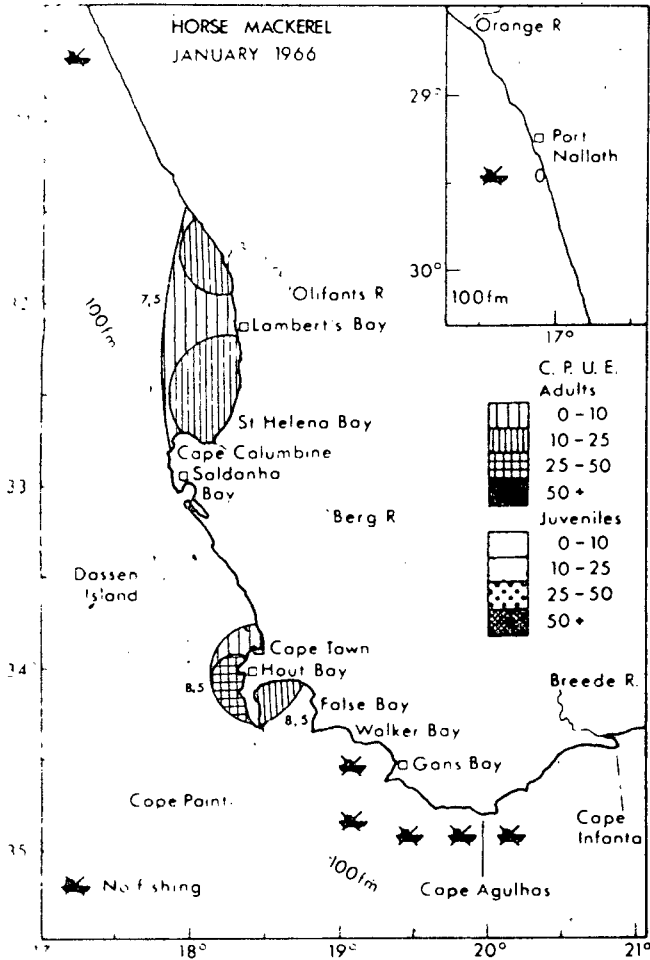 HORSE MACKEREL
JANUARY 1966
Orange R
29°
Port
Nallath
30°
100fm
17°
Olifants R
7,5
100fm
Lambert's Bay
C. P. U. E.
Adults
0-10
10-25
25-50
50+
St Helena Bay
Cape Columbine
Saldanha
Bay
33
Berg R
Juveniles
0-10
10-25
25-50
50+
Dassen
Island
Cape Town
34
Hout Bay
8,5
False Bay
8,5
Breede R.
Walker Bay
Gans Bay
Cape Point
Cape
Infanta
35
100fm
No fishing
Cape Agulhas
17
18°
19°
20°
21°